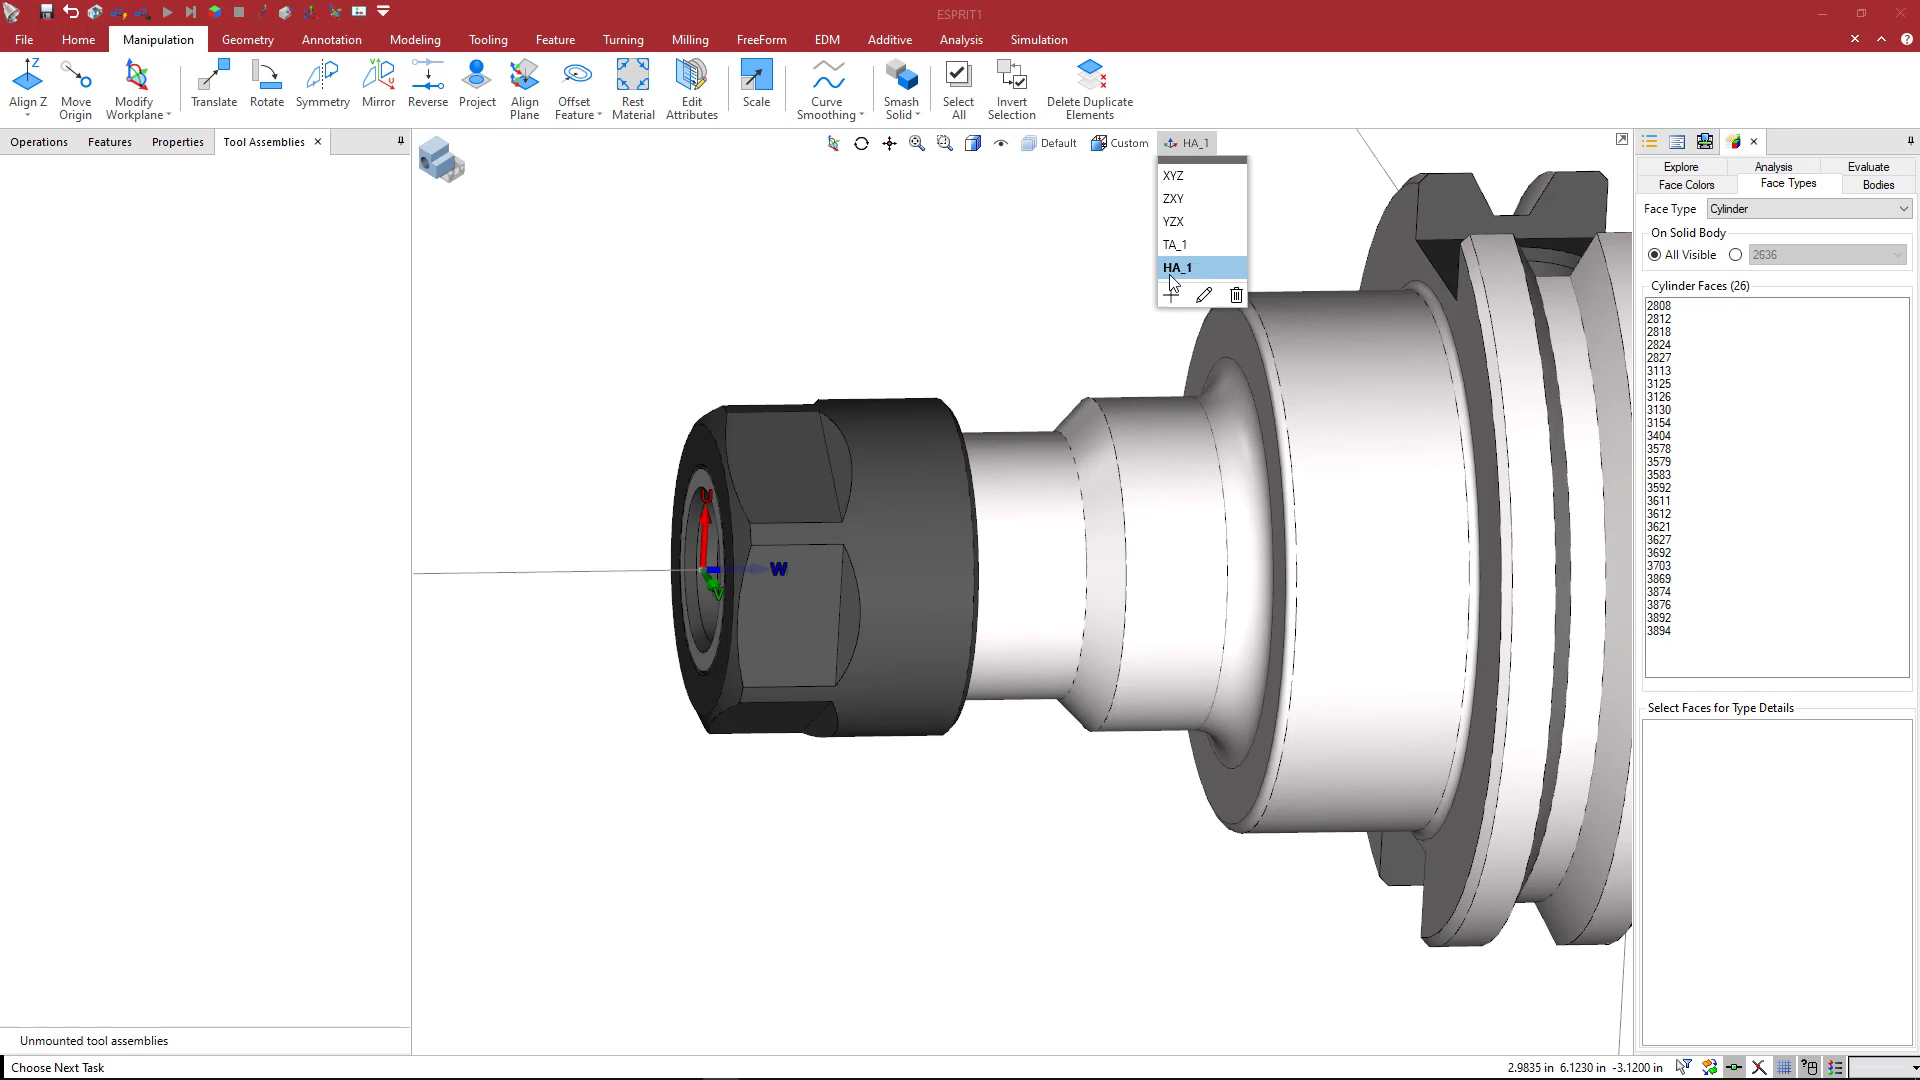 ESPRIT1
File Home Manipulation Geometry Annotation Modeling Tooling Feature Turning Milling FreeForm EDM Additive Analysis Simulation
Align Z
Move Origin
Modify Workplane
Translate
Rotate
Symmetry
Mirror
Reverse
Project
Align Plane
Offset Feature
Rest Material
Edit Attributes
Scale
Curve Smoothing
Smash Solid
Select All
Invert Selection
Delete Duplicate Elements
Operations Features Properties Tool Assemblies
Default Custom HA_1
XYZ
ZXY
YZX
TA_1
HA_1
U
W
V
Explore Analysis Evaluate
Face Colors Face Types Bodies
Face Type Cylinder
On Solid Body
All Visible 2636
Cylinder Faces (26)
2808
2812
2818
2824
2827
3113
3125
3126
3130
3154
3404
3578
3579
3583
3592
3611
3612
3621
3627
3692
3703
3869
3874
3876
3892
3894
Select Faces for Type Details
Unmounted tool assemblies
Choose Next Task
2.9835 in 6.1230 in -3.1200 in